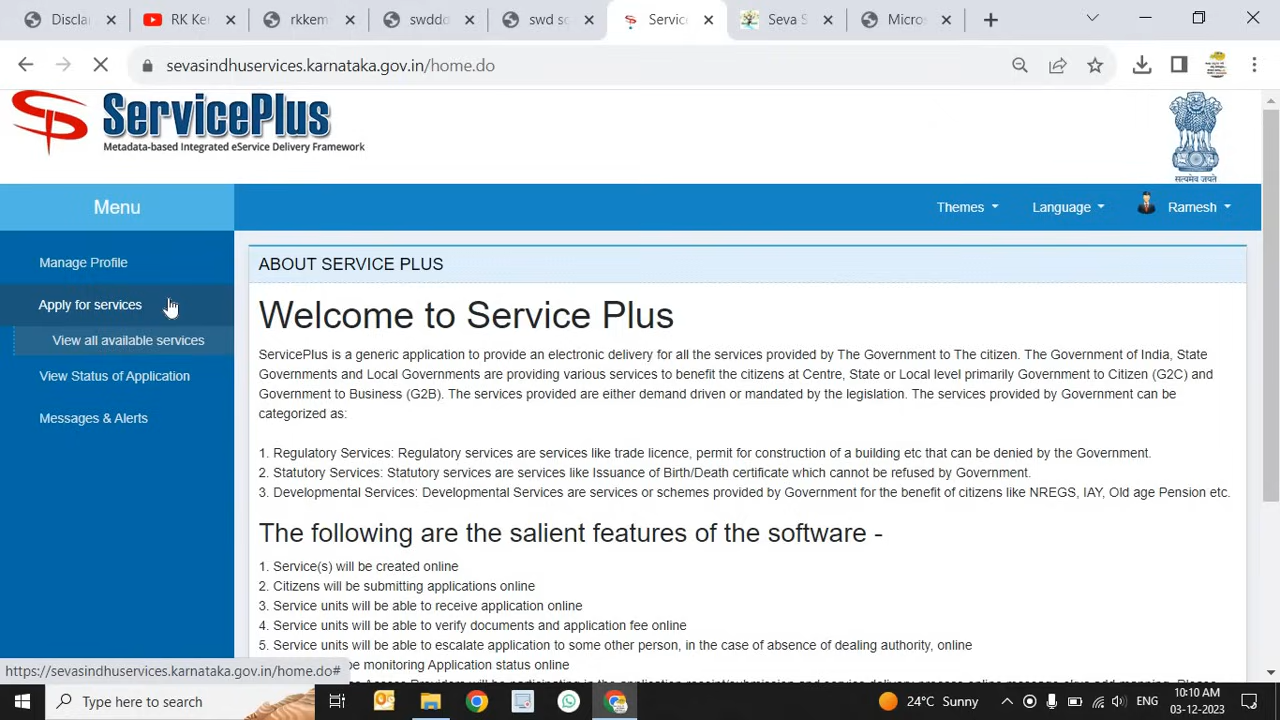 Disclai
RK Ke
rkkem
swddd
swd sc
Servic
Seva S
Micros
sevasindhuservices.karnataka.gov.in/home.do
ServicePlus
Metadata-based Integrated eService Delivery Framework
सत्यमेव जयते
Menu
Themes
Language
Ramesh
Manage Profile
Apply for services
View all available services
View Status of Application
Messages & Alerts
ABOUT SERVICE PLUS
Welcome to Service Plus
ServicePlus is a generic application to provide an electronic delivery for all the services provided by The Government to The citizen. The Government of India, State
Governments and Local Governments are providing various services to benefit the citizens at Centre, State or Local level primarily Government to Citizen (G2C) and
Government to Business (G2B). The services provided are either demand driven or mandated by the legislation. The services provided by Government can be
categorized as:
1. Regulatory Services: Regulatory services are services like trade licence, permit for construction of a building etc that can be denied by the Government.
2. Statutory Services: Statutory services are services like Issuance of Birth/Death certificate which cannot be refused by Government.
3. Developmental Services: Developmental Services are services or schemes provided by Government for the benefit of citizens like NREGS, IAY, Old age Pension etc.
The following are the salient features of the software -
1. Service(s) will be created online
2. Citizens will be submitting applications online
3. Service units will be able to receive application online
4. Service units will be able to verify documents and application fee online
5. Service units will be able to escalate application to some other person, in the case of absence of dealing authority, online
be monitoring Application status online
https://sevasindhuservices.karnataka.gov.in/home.do#
Type here to search
24°C Sunny
ENG
10:10 AM
03-12-2023